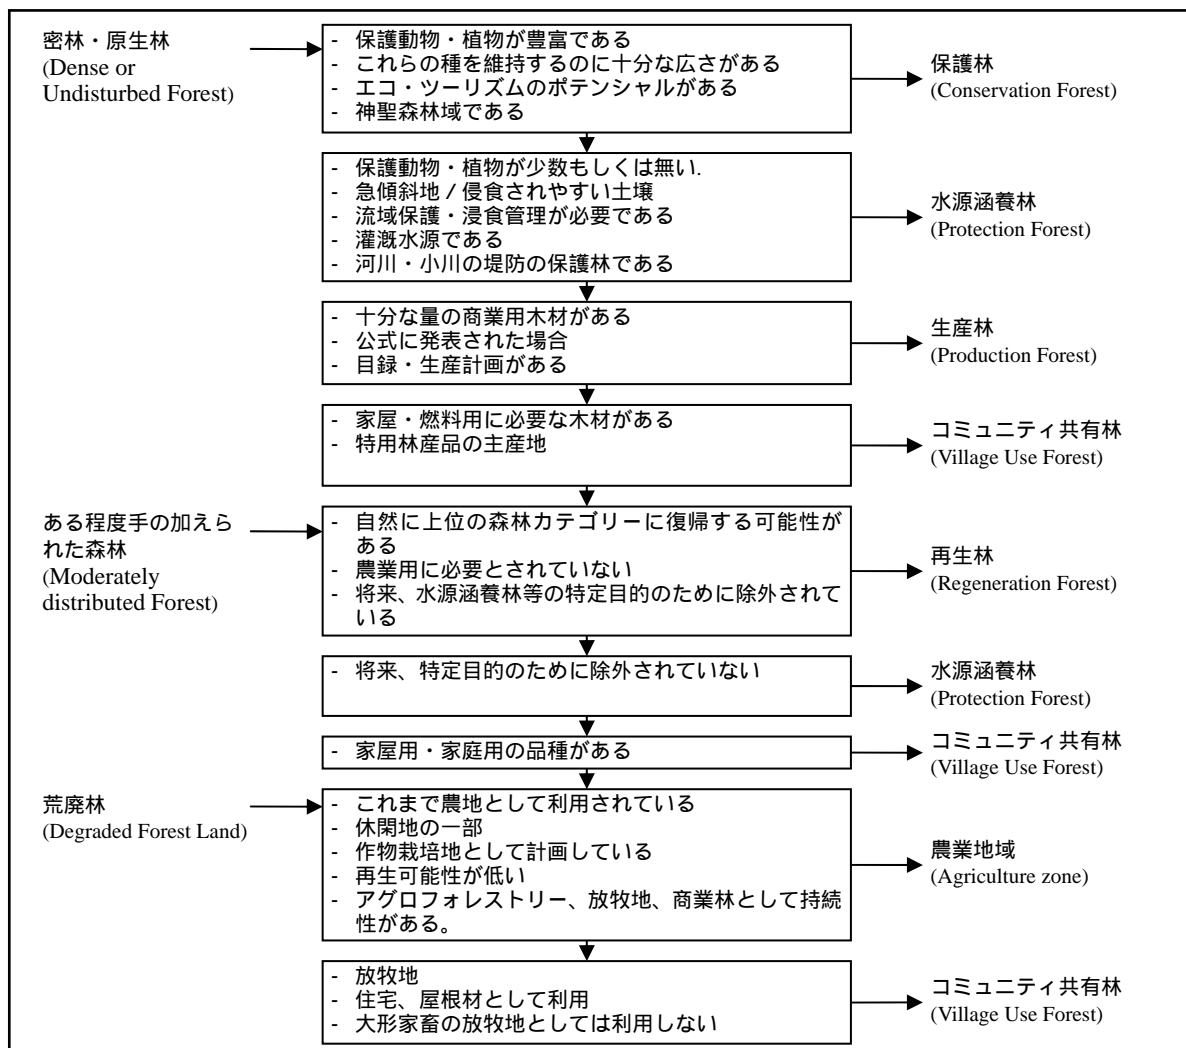 密林・原生林
(Dense or
Undisturbed Forest)
- 保護動物・植物が豊富である
- これらの種を維持するのに十分な広さがある
- エコ・ツーリズムのポテンシャルがある
- 神聖森林域である
保護林
(Conservation Forest)
- 保護動物・植物が少数もしくは無い.
- 急傾斜地 / 侵食されやすい土壌
- 流域保護・浸食管理が必要である
- 灌漑水源である
- 河川・小川の堤防の保護林である
水源涵養林
(Protection Forest)
- 十分な量の商業用木材がある
- 公式に発表された場合
- 目録・生産計画がある
生産林
(Production Forest)
- 家屋・燃料用に必要な木材がある
- 特用林産品の主産地
コミュニティ共有林
(Village Use Forest)
ある程度手の加えら
れた森林
(Moderately
distributed Forest)
- 自然に上位の森林カテゴリーに復帰する可能性が
ある
- 農業用に必要とされていない
- 将来、水源涵養林等の特定目的のために除外されて
いる
再生林
(Regeneration Forest)
- 将来、特定目的のために除外されていない
水源涵養林
(Protection Forest)
- 家屋用・家庭用の品種がある
コミュニティ共有林
(Village Use Forest)
荒廃林
(Degraded Forest Land)
- これまで農地として利用されている
- 休閑地の一部
- 作物栽培地として計画している
- 再生可能性が低い
- アグロフォレストリー、放牧地、商業林として持続
性がある。
農業地域
(Agriculture zone)
- 放牧地
- 住宅、屋根材として利用
- 大形家畜の放牧地としては利用しない
コミュニティ共有林
(Village Use Forest)